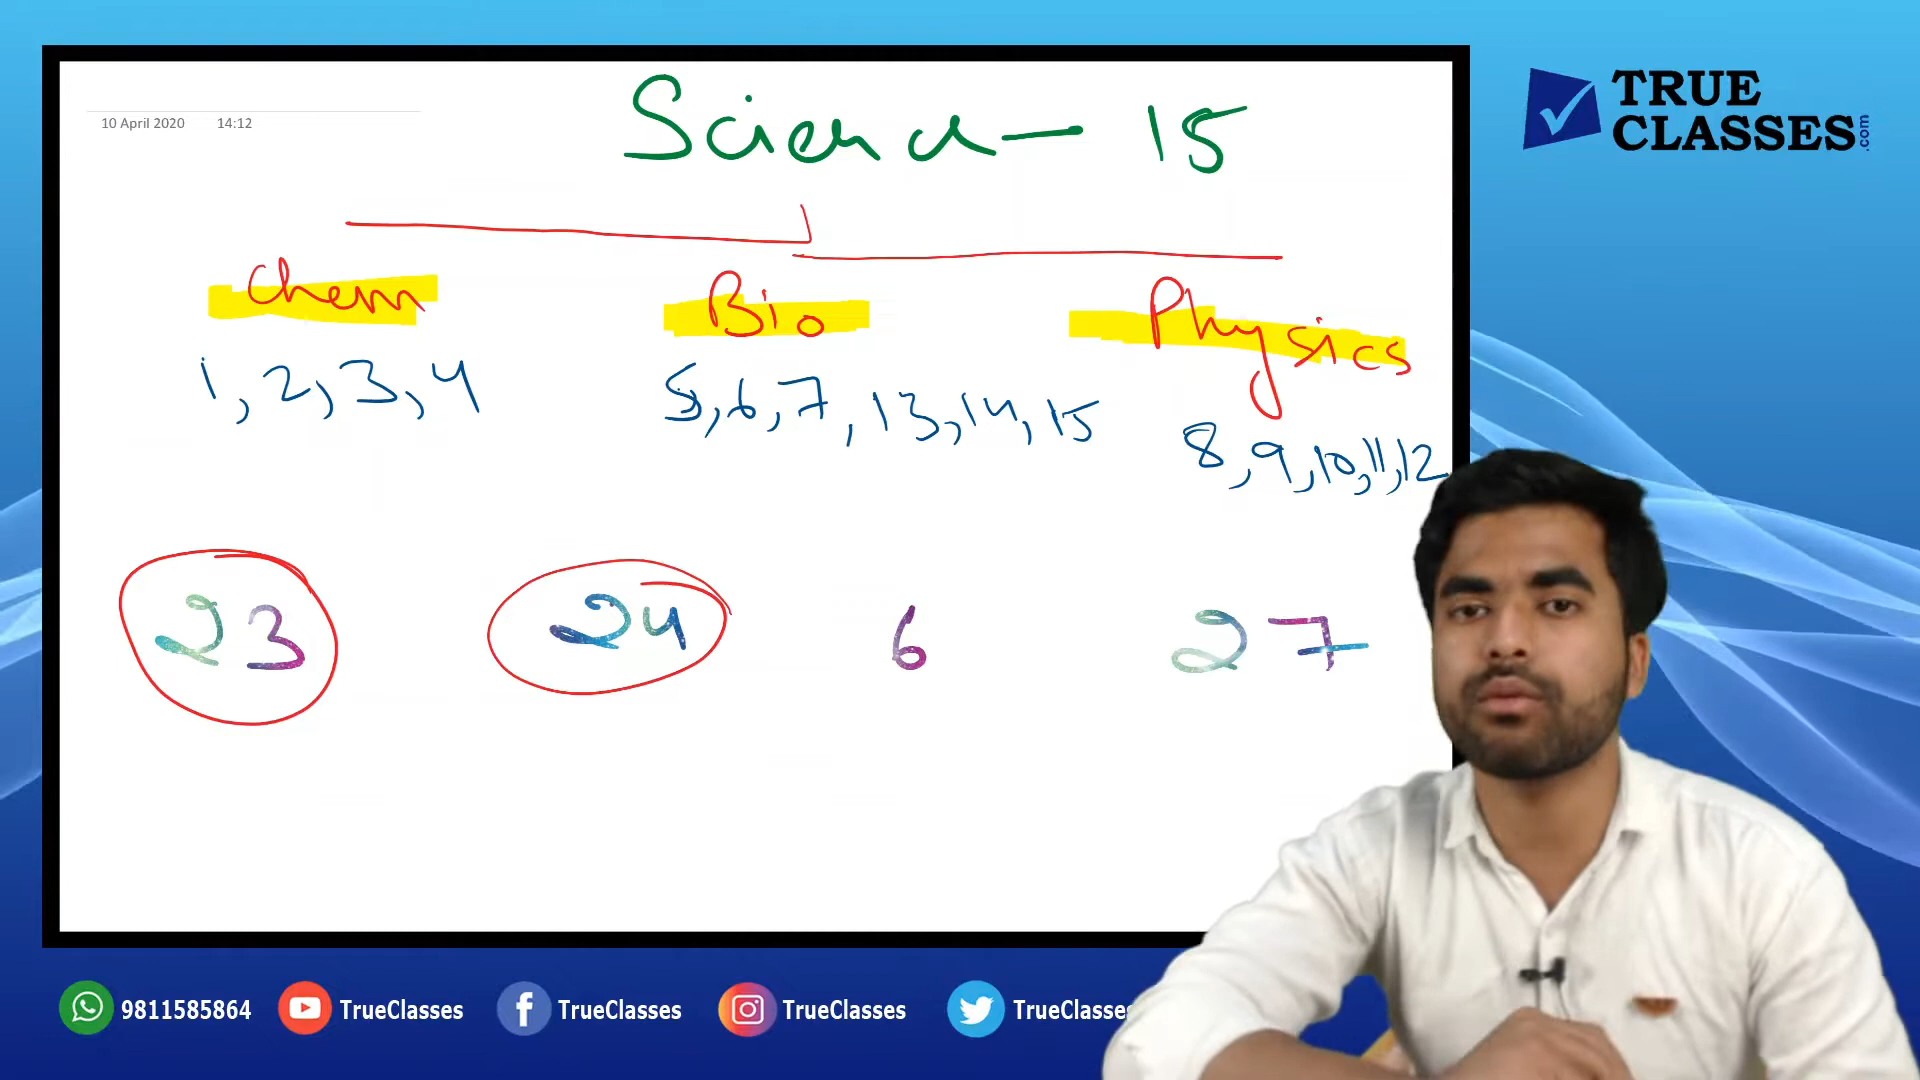 10 April 2020 14:12
Science - 15
TRUE
CLASSES.com
Chem Bio Physics
1, 2, 3, 4
5, 6, 7, 13, 14, 15
8, 9, 10, 11, 12
23 24 6 27
9811585864 TrueClasses TrueClasses TrueClasses TrueClasses